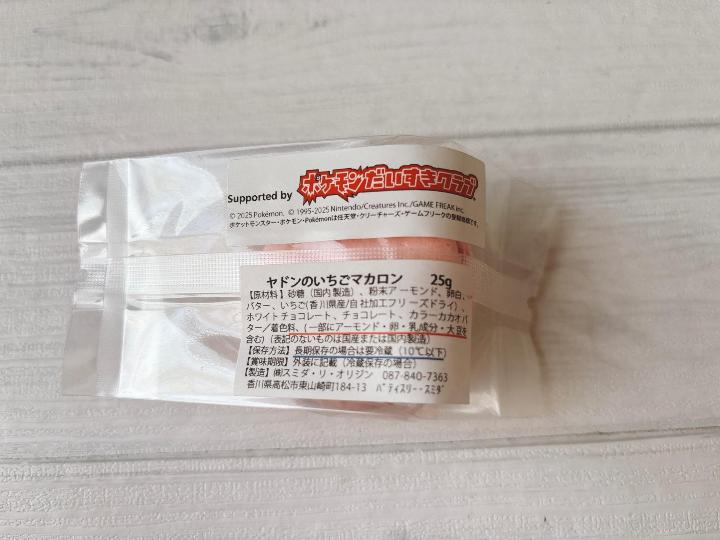 Supported by ポケモンだいすきクラブ
© 2025 Pokémon. © 1995-2025 Nintendo/Creatures Inc./GAME FREAK inc.
ポケットモンスター・ポケモン・Pokémonは任天堂・クリーチャーズ・ゲームフリークの登録商標です。
ヤドンのいちごマカロン 25g
【原材料】砂糖（国内製造）、粉末アーモンド、卵白、
バター、いちご(香川県産/自社加工フリーズドライ)、
ホワイトチョコレート、チョコレート、カラーカカオバ
ター／着色料、(一部にアーモンド・卵・乳成分・大豆を
含む)（表記のないものは国産または国内製造）
【保存方法】長期保存の場合は要冷蔵（10℃以下）
【賞味期限】外装に記載（冷蔵保存の場合）
【製造】㈱スミダ・リ・オリジン 087-840-7363
香川県高松市東山崎町184-13 パティスリー・スミダ